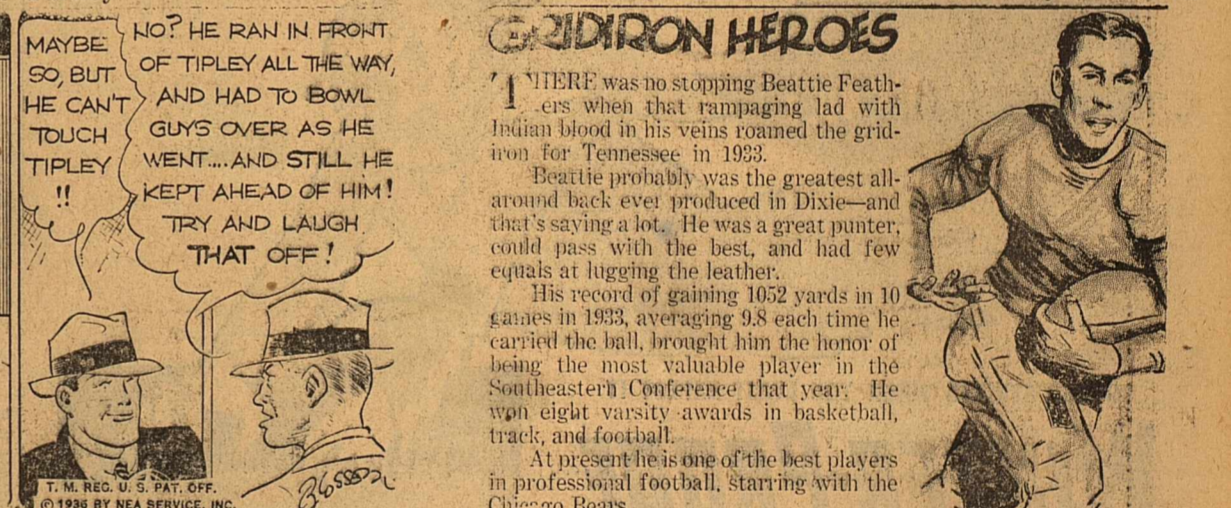 MAYBE
SO, BUT
HE CAN'T
TOUCH
TIPLEY
!!
NO? HE RAN IN FRONT
OF TIPLEY ALL THE WAY,
AND HAD TO BOWL
GUYS OVER AS HE
WENT....AND STILL HE
KEPT AHEAD OF HIM!
TRY AND LAUGH
THAT OFF!
BLOSSER
T. M. REG. U. S. PAT. OFF.
© 1936 BY NEA SERVICE, INC.
GRIDIRON HEROES
THERE was no stopping Beattie Feath-
ers when that rampaging lad with
Indian blood in his veins roamed the grid-
iron for Tennessee in 1933.
Beattie probably was the greatest all-
around back ever produced in Dixie—and
that's saying a lot. He was a great punter,
could pass with the best, and had few
equals at lugging the leather.
His record of gaining 1052 yards in 10
games in 1933, averaging 9.8 each time he
carried the ball, brought him the honor of
being the most valuable player in the
Southeastern Conference that year. He
won eight varsity awards in basketball,
track, and football.
At present he is one of the best players
in professional football, starring with the
Chicago Bears.